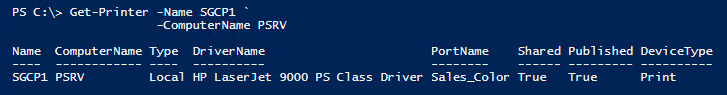 PS C:\> Get-Printer -Name SGCP1 `
-ComputerName PSRV
Name ComputerName Type DriverName PortName Shared Published DeviceType
---- ------------ ---- ---------- -------- ------ --------- ----------
SGCP1 PSRV Local HP LaserJet 9000 PS Class Driver Sales_Color True True Print